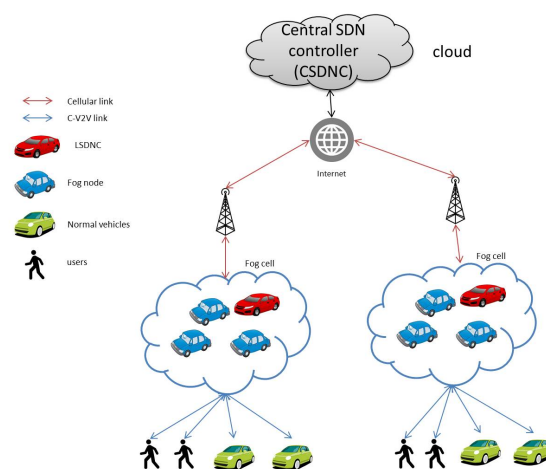 Central SDN
controller
(CSDNC)
cloud
Cellular link
C-V2V link
LSDNC
Fog node
Normal vehicles
users
Internet
Fog cell
Fog cell